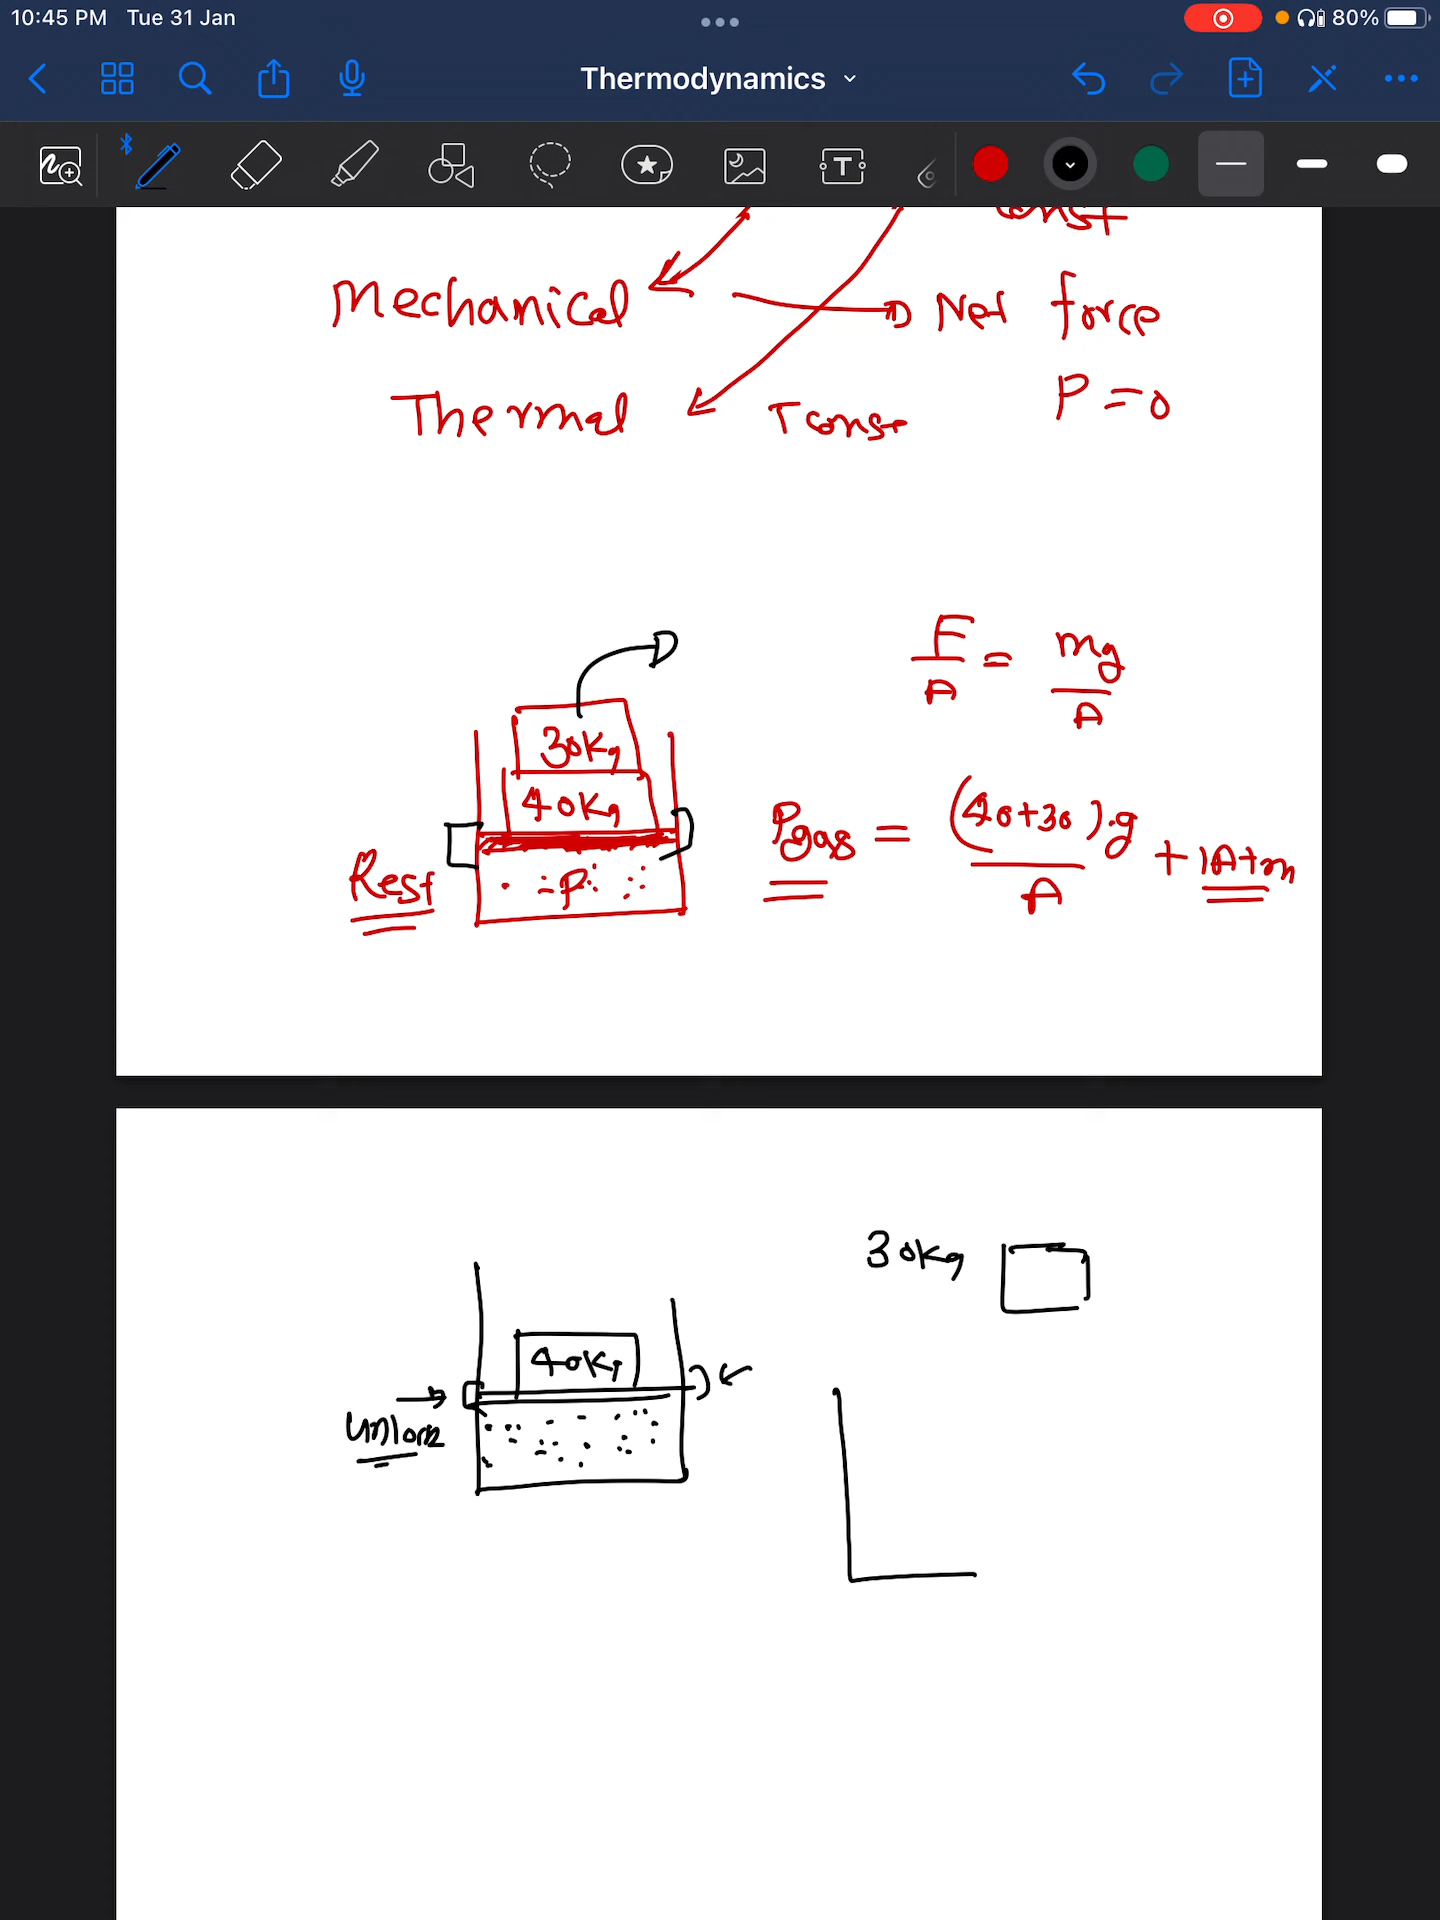 10:45 PM Tue 31 Jan
80%
Thermodynamics
Mechanical
Net force
P = 0
Thermal
T const
F/A = mg/A
30kg
40kg
Rest
P
Pgas = (40+30).g/A + 1Atm
30kg
40kg